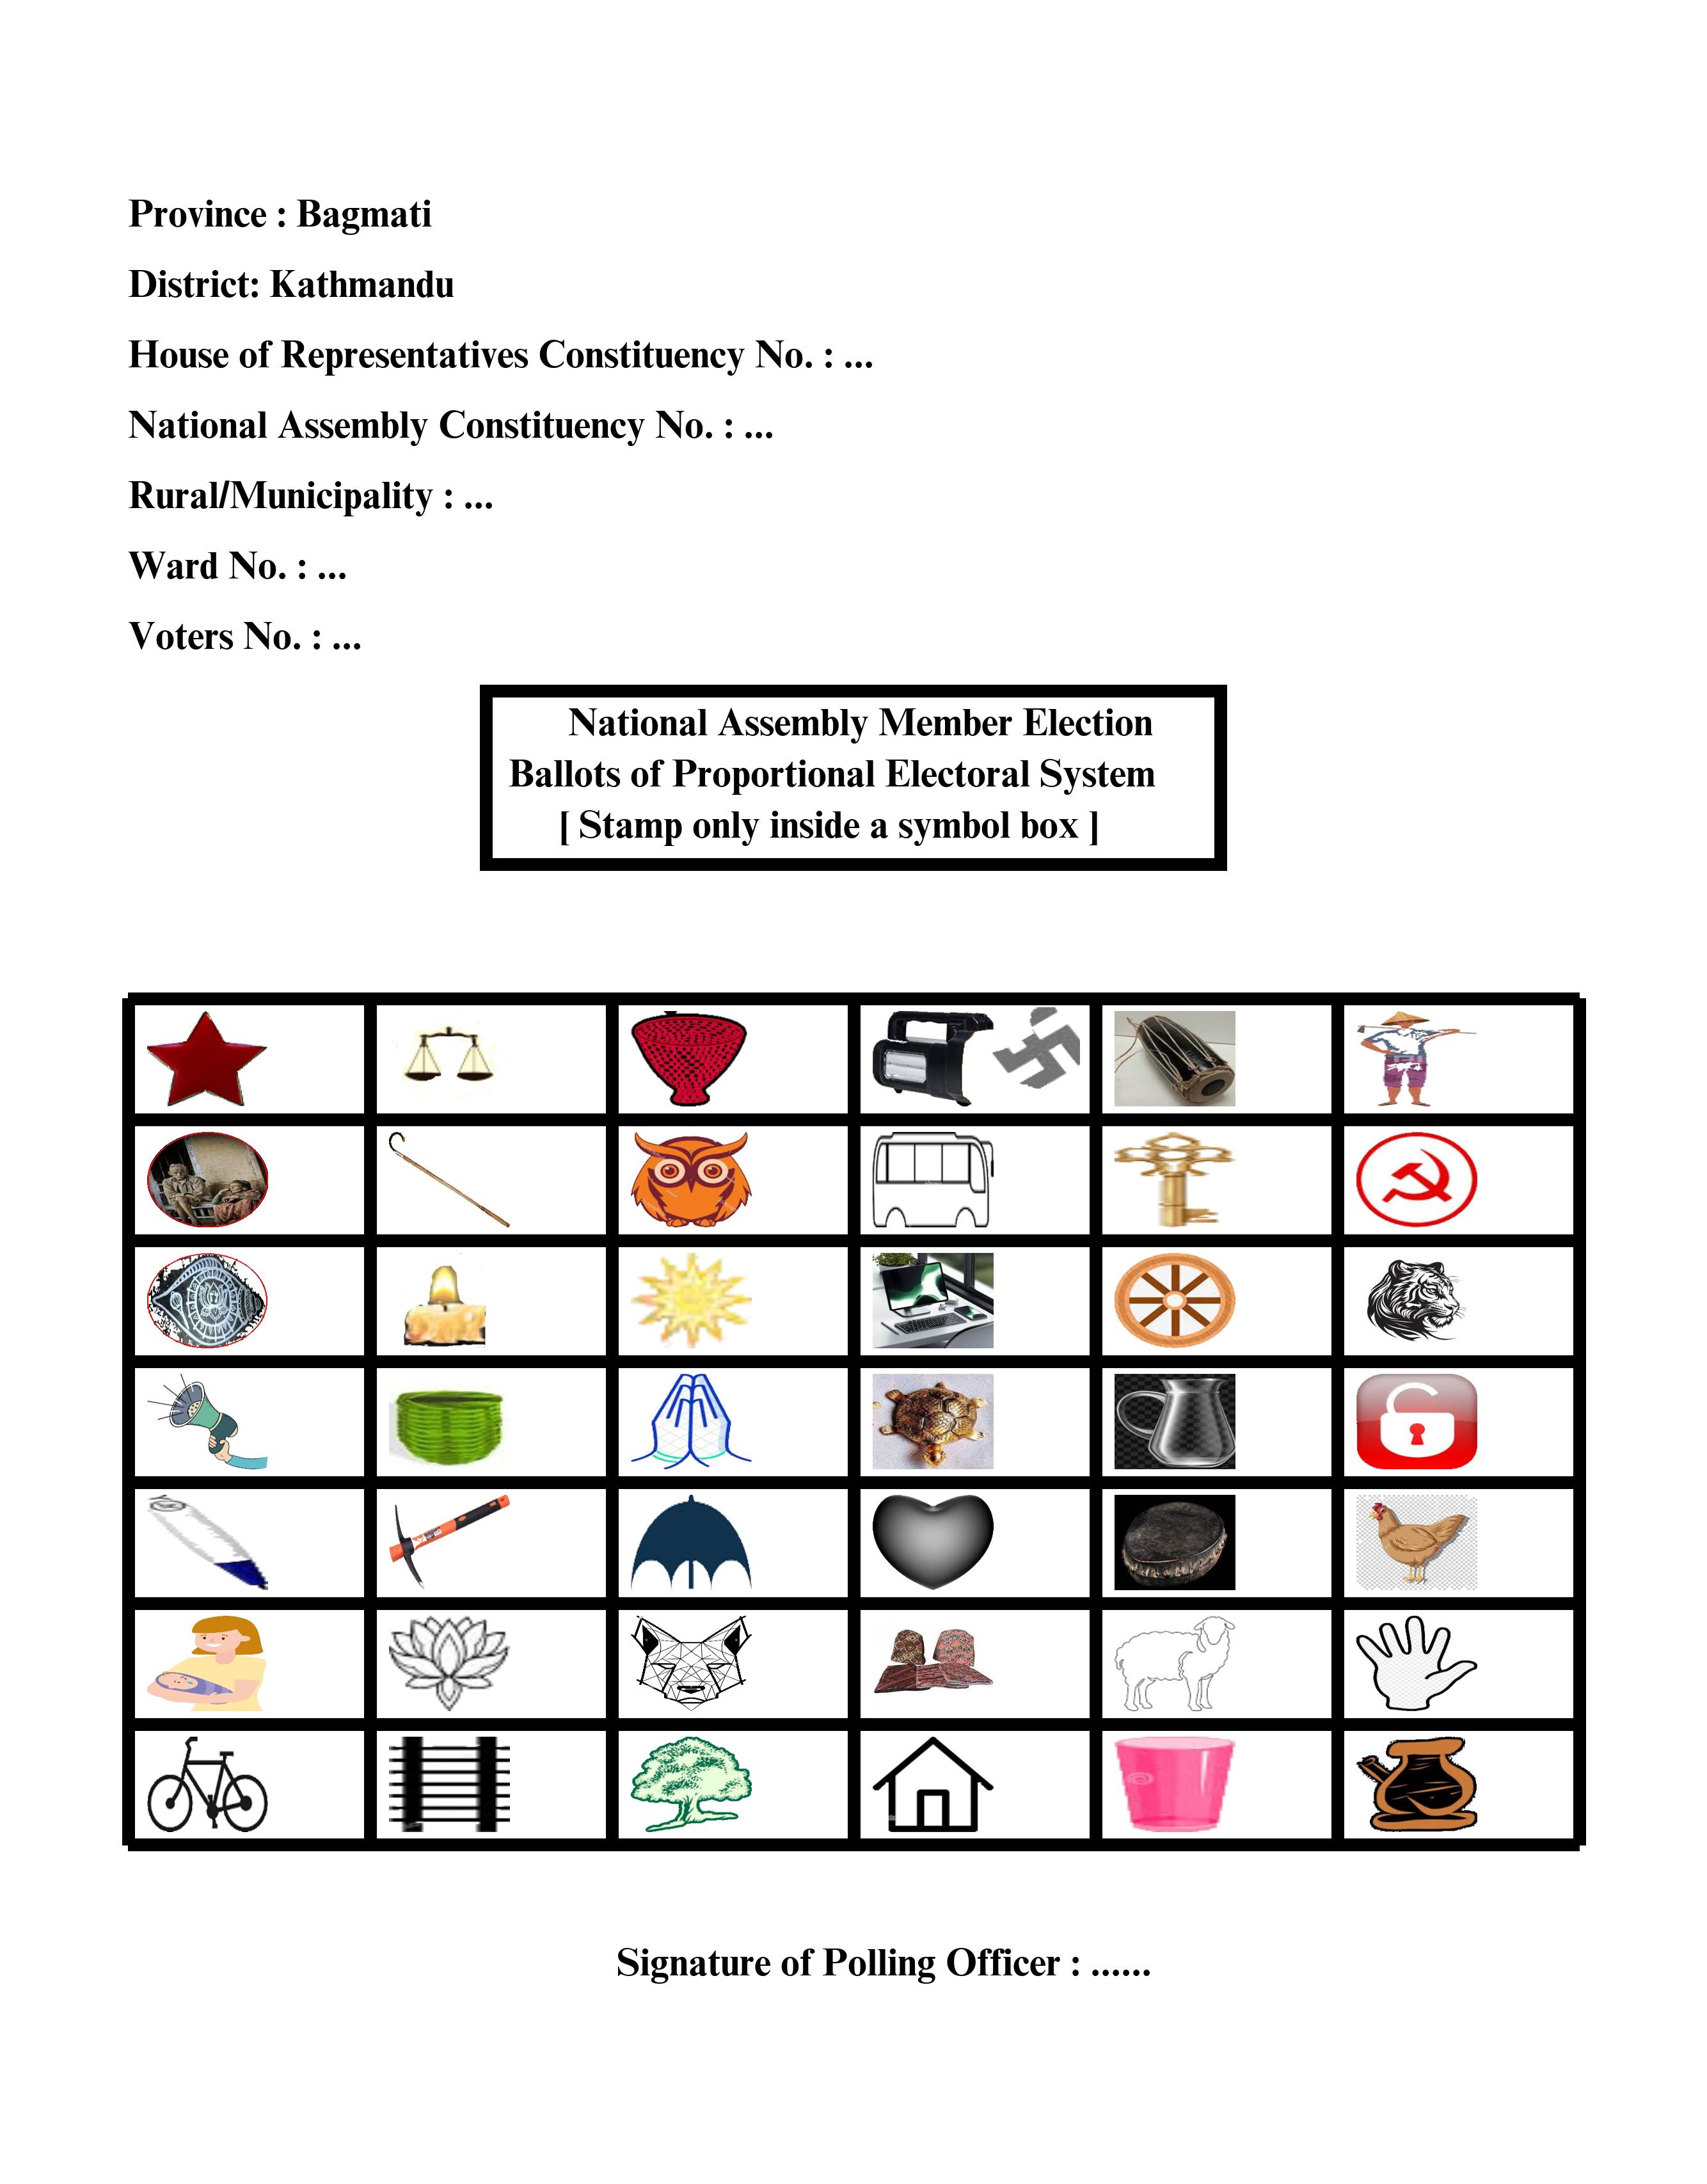 Province : Bagmati
District: Kathmandu
House of Representatives Constituency No. : ...
National Assembly Constituency No. : ...
Rural/Municipality : ...
Ward No. : ...
Voters No. : ...
National Assembly Member Election
Ballots of Proportional Electoral System
[ Stamp only inside a symbol box ]
Signature of Polling Officer : ......